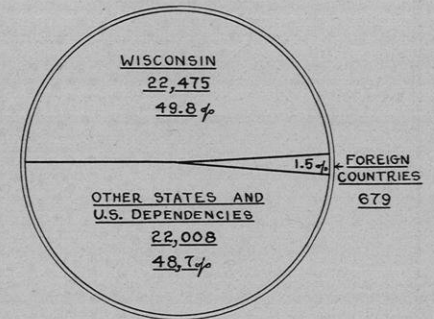 WISCONSIN
22,475
49.8%
1.5%
FOREIGN
COUNTRIES
679
OTHER STATES AND
U.S. DEPENDENCIES
22,008
48.7%